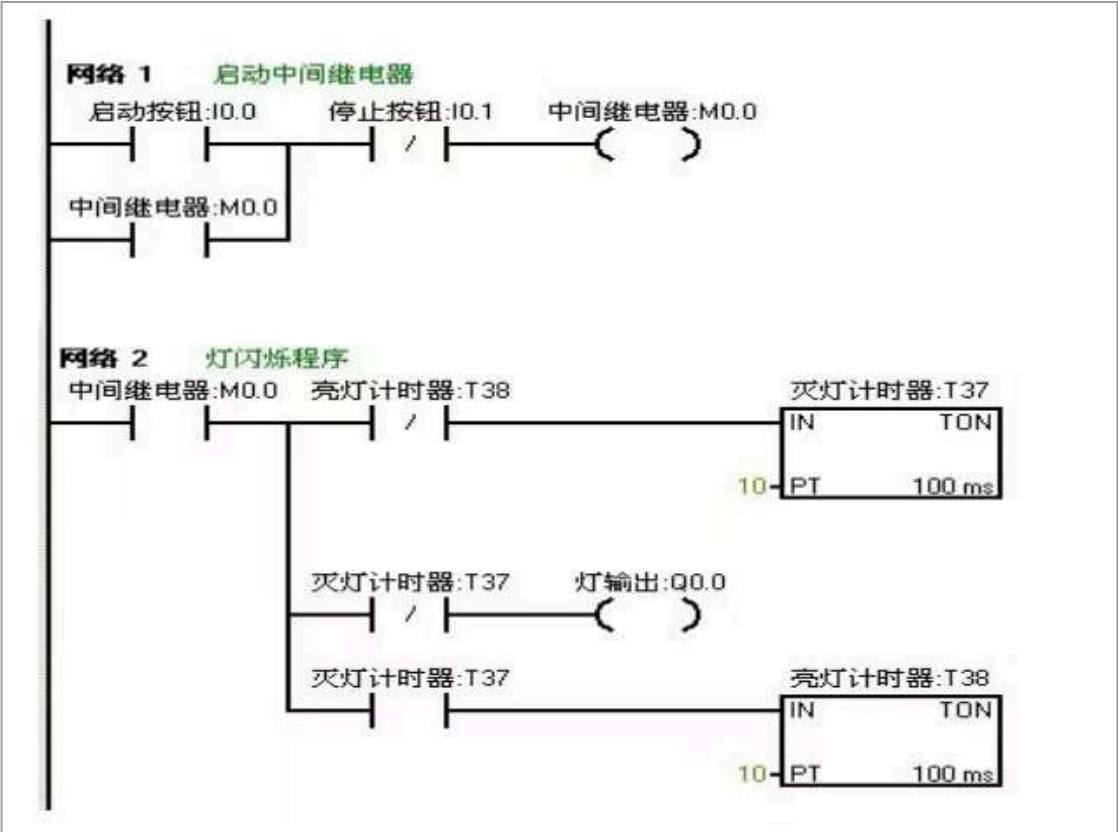 网络 1 启动中间继电器
启动按钮:I0.0 停止按钮:I0.1 中间继电器:M0.0
/
中间继电器:M0.0
网络 2 灯闪烁程序
中间继电器:M0.0 亮灯计时器:T38 灭灯计时器:T37
/ IN TON
10 PT 100 ms
灭灯计时器:T37 灯输出:Q0.0
/
灭灯计时器:T37 亮灯计时器:T38
IN TON
10 PT 100 ms